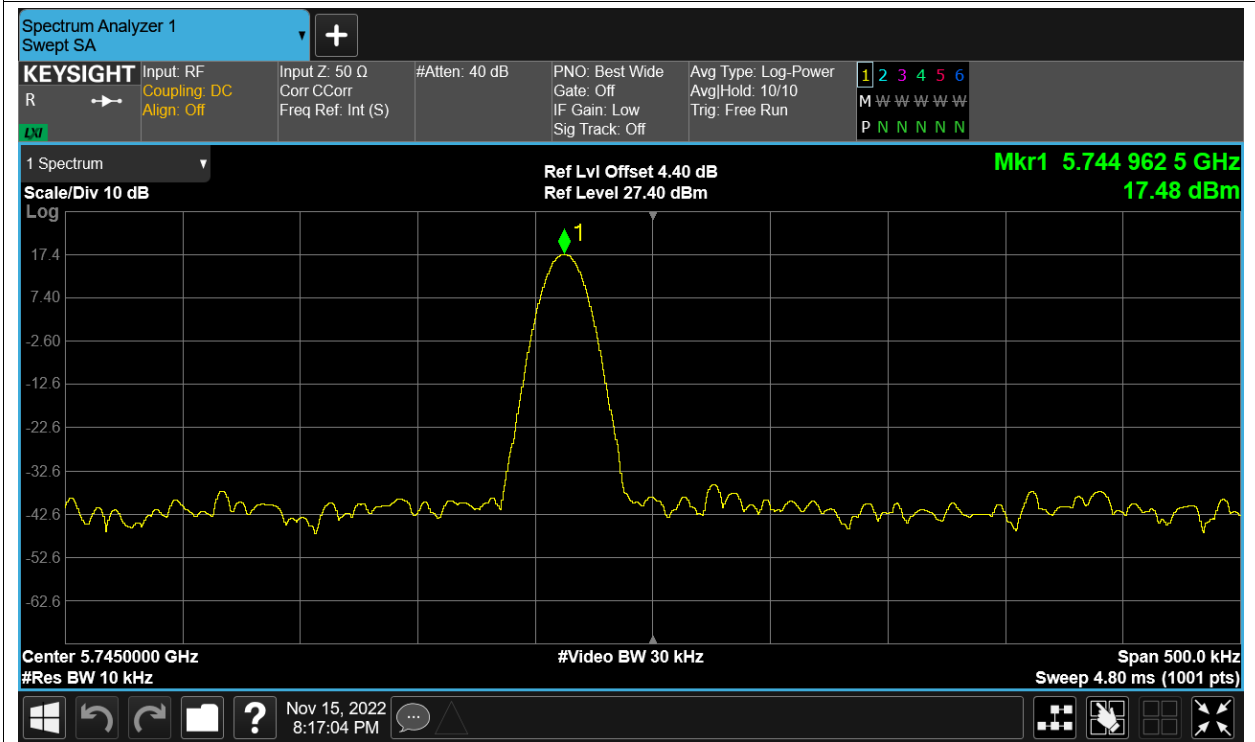 Spectrum Analyzer 1
Swept SA
KEYSIGHT
R
LXI
Input: RF
Coupling: DC
Align: Off
Input Z: 50 Ω
Corr CCorr
Freq Ref: Int (S)
#Atten: 40 dB
PNO: Best Wide
Gate: Off
IF Gain: Low
Sig Track: Off
Avg Type: Log-Power
Avg|Hold: 10/10
Trig: Free Run
1 2 3 4 5 6
M W W W W W
P N N N N N
1 Spectrum
Scale/Div 10 dB
Log
Ref Lvl Offset 4.40 dB
Ref Level 27.40 dBm
Mkr1 5.744 962 5 GHz
17.48 dBm
1
17.4
7.40
-2.60
-12.6
-22.6
-32.6
-42.6
-52.6
-62.6
Center 5.7450000 GHz
#Res BW 10 kHz
#Video BW 30 kHz
Span 500.0 kHz
Sweep 4.80 ms (1001 pts)
?
Nov 15, 2022
8:17:04 PM